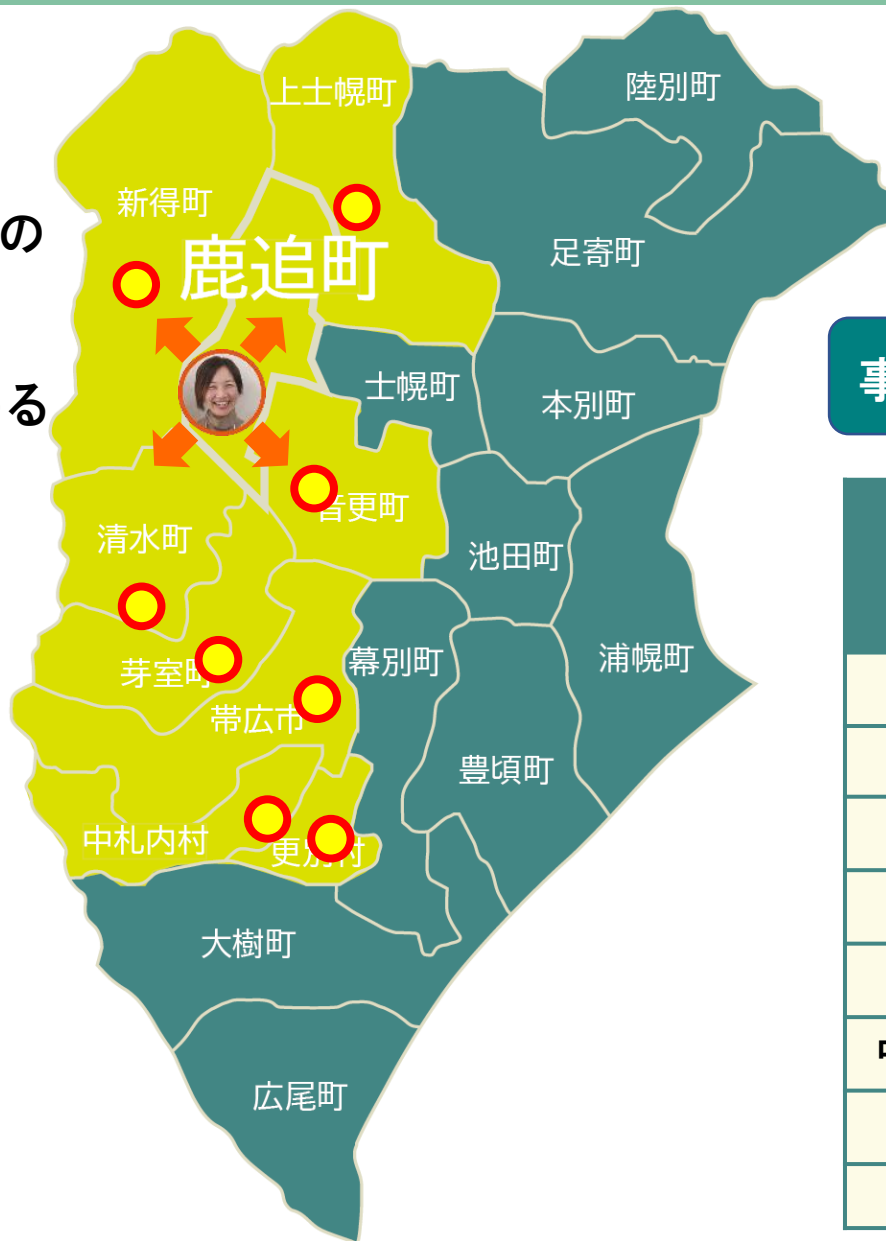 上士幌町
陸別町
新得町
の
鹿追町
足寄町
事
る
士幌町
本別町
音更町
清水町
池田町
芽室町
幕別町
浦幌町
帯広市
豊頃町
中札内村
更別村
大樹町
広尾町